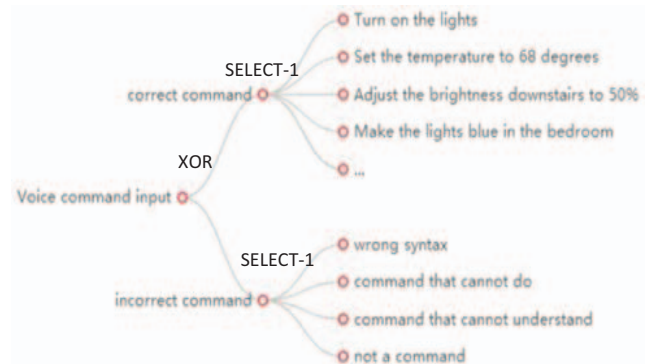 Turn on the lights
Set the temperature to 68 degrees
SELECT-1
correct command
Adjust the brightness downstairs to 50%
Make the lights blue in the bedroom
...
XOR
Voice command input
wrong syntax
SELECT-1
command that cannot do
incorrect command
command that cannot understand
not a command